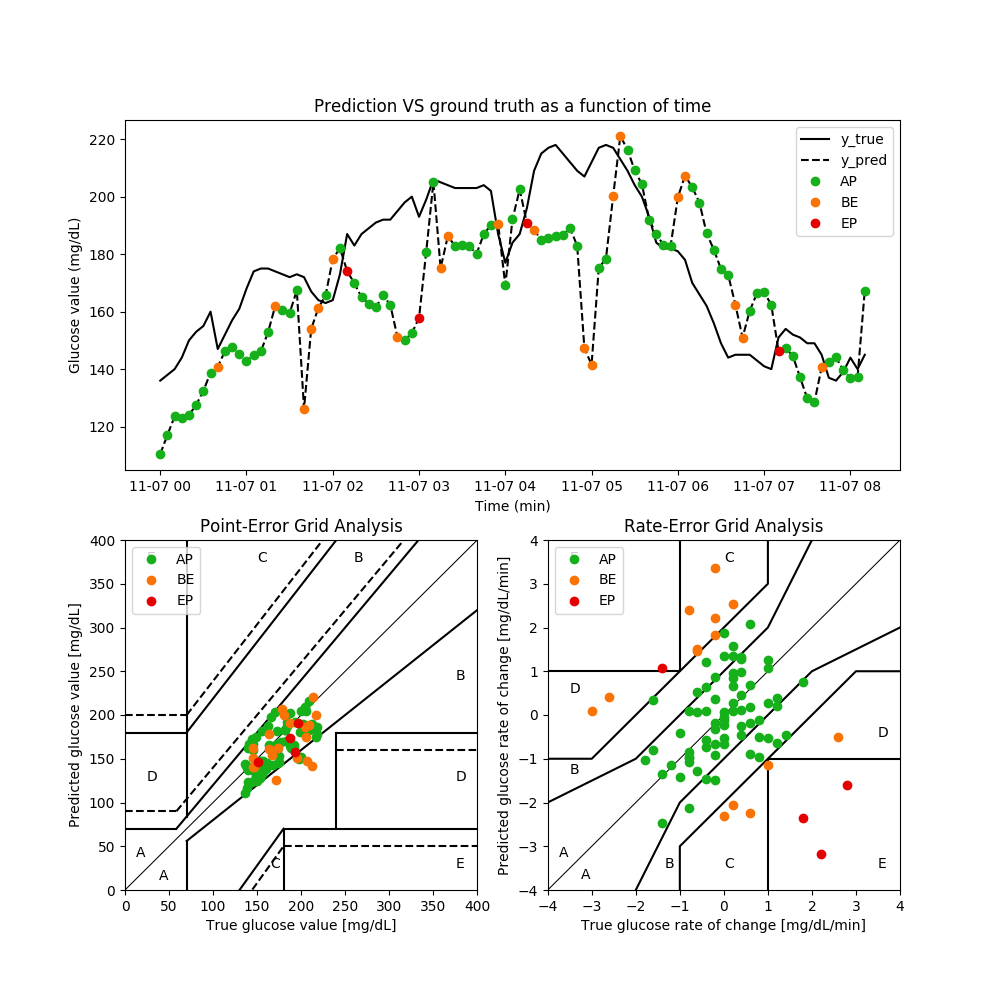 Prediction VS ground truth as a function of time
Glucose value (mg/dL)
220
200
180
160
140
120
y_true
y_pred
AP
BE
EP
11-07 00 11-07 01 11-07 02 11-07 03 11-07 04 11-07 05 11-07 06 11-07 07 11-07 08
Time (min)
Point-Error Grid Analysis
Predicted glucose value [mg/dL]
400
350
300
250
200
150
100
50
0
AP
BE
EP
C
B
B
D
D
A
A
C
E
0 50 100 150 200 250 300 350 400
True glucose value [mg/dL]
Rate-Error Grid Analysis
Predicted glucose rate of change [mg/dL/min]
4
3
2
1
0
−1
−2
−3
−4
AP
BE
EP
C
D
D
B
A
A
B
C
E
−4 −3 −2 −1 0 1 2 3 4
True glucose rate of change [mg/dL/min]